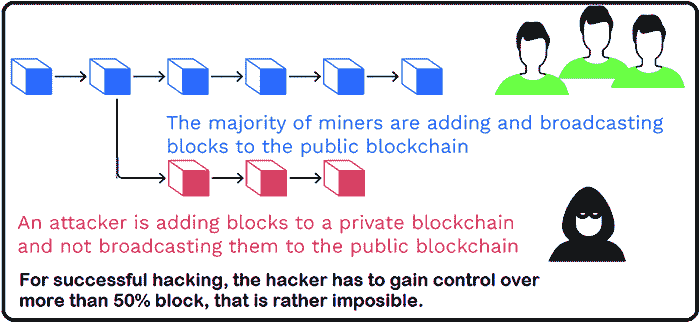 The majority of miners are adding and broadcasting
blocks to the public blockchain
An attacker is adding blocks to a private blockchain
and not broadcasting them to the public blockchain
For successful hacking, the hacker has to gain control over
more than 50% block, that is rather imposible.